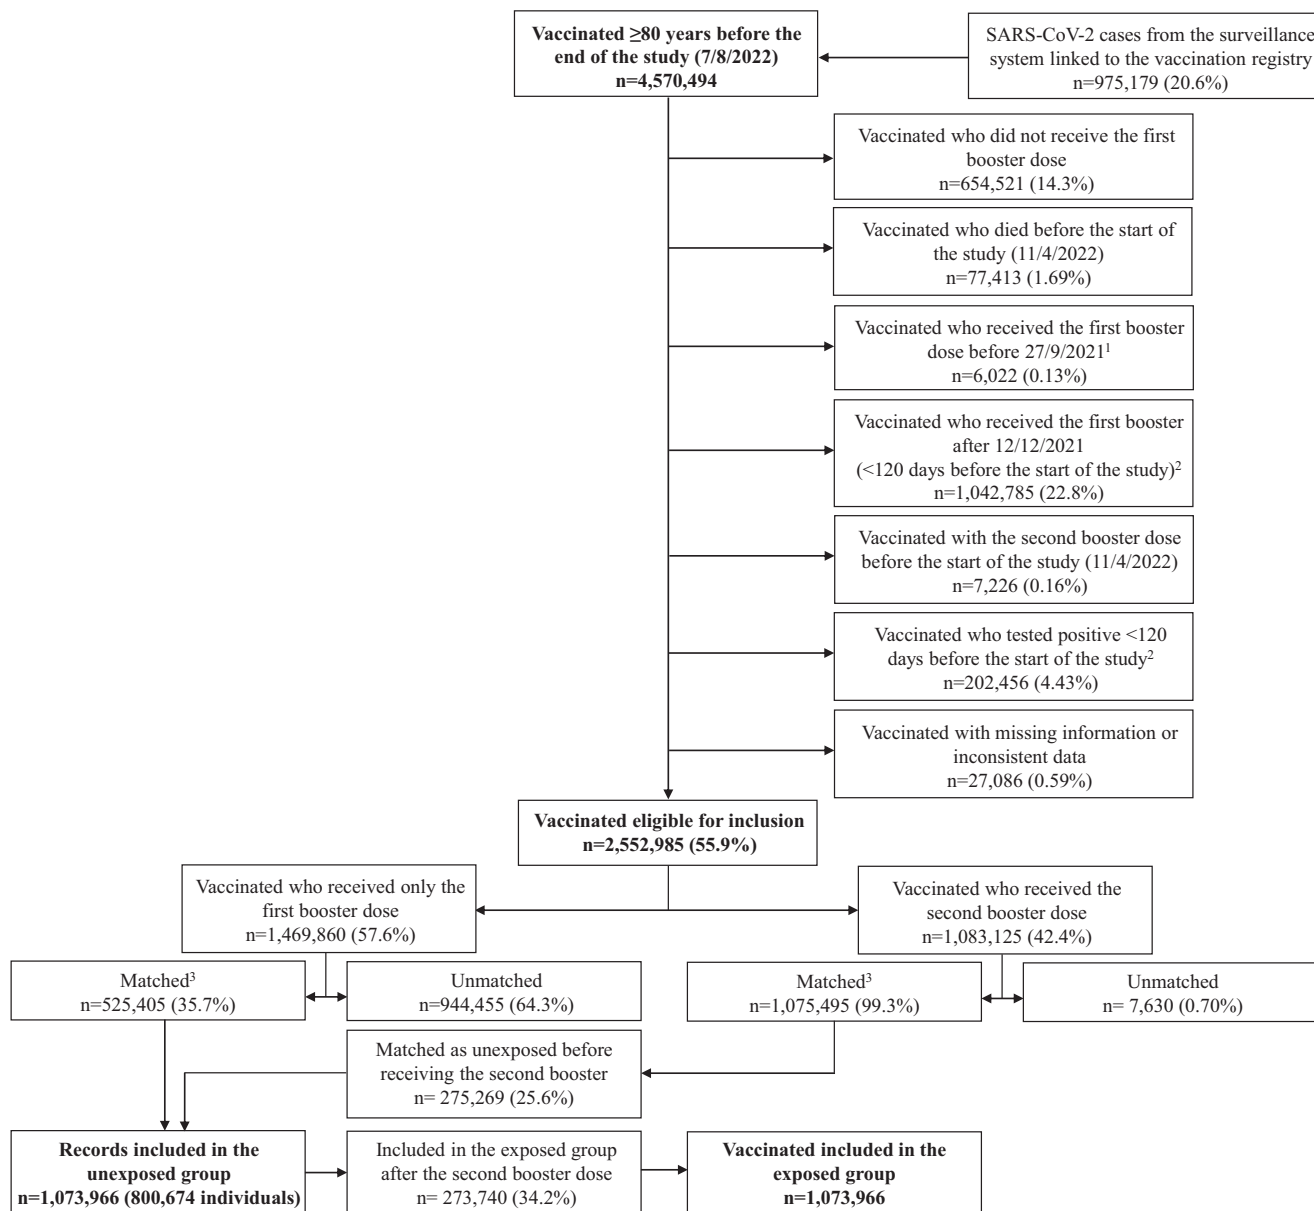 Vaccinated ≥80 years before the
end of the study (7/8/2022)
n=4,570,494
SARS-CoV-2 cases from the surveillance
system linked to the vaccination registry
n=975,179 (20.6%)
Vaccinated who did not receive the first
booster dose
n=654,521 (14.3%)
Vaccinated who died before the start of
the study (11/4/2022)
n=77,413 (1.69%)
Vaccinated who received the first booster
dose before 27/9/2021¹
n=6,022 (0.13%)
Vaccinated who received the first booster
after 12/12/2021
(<120 days before the start of the study)²
n=1,042,785 (22.8%)
Vaccinated with the second booster dose
before the start of the study (11/4/2022)
n=7,226 (0.16%)
Vaccinated who tested positive <120
days before the start of the study²
n=202,456 (4.43%)
Vaccinated with missing information or
inconsistent data
n=27,086 (0.59%)
Vaccinated eligible for inclusion
n=2,552,985 (55.9%)
Vaccinated who received only the
first booster dose
n=1,469,860 (57.6%)
Vaccinated who received the
second booster dose
n=1,083,125 (42.4%)
Matched³
n=525,405 (35.7%)
Unmatched
n=944,455 (64.3%)
Matched³
n=1,075,495 (99.3%)
Unmatched
n= 7,630 (0.70%)
Matched as unexposed before
receiving the second booster
n= 275,269 (25.6%)
Records included in the
unexposed group
n=1,073,966 (800,674 individuals)
Included in the exposed group
after the second booster dose
n= 273,740 (34.2%)
Vaccinated included in the
exposed group
n=1,073,966